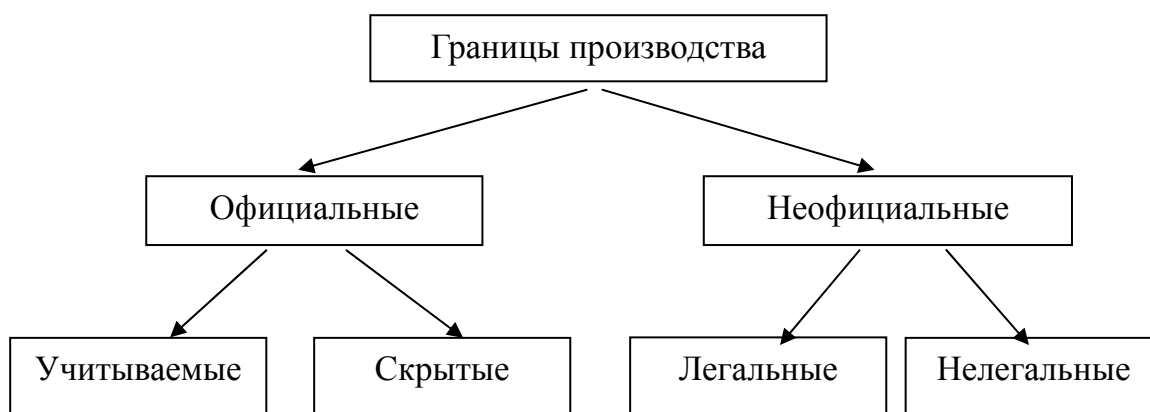 Границы производства
Официальные
Неофициальные
Учитываемые
Скрытые
Легальные
Нелегальные